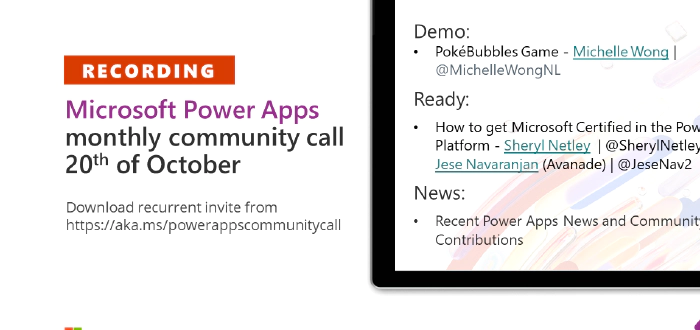 RECORDING
Microsoft Power Apps
monthly community call
20th of October
Download recurrent invite from
https://aka.ms/powerappscommunitycall
Demo:
• PokéBubbles Game - Michelle Wong |
@MichelleWongNL
Ready:
• How to get Microsoft Certified in the
Platform - Sheryl Netley | @SherylNetley
Jese Navaranjan (Avanade) | @JeseNav2
News:
• Recent Power Apps News and
Contributions